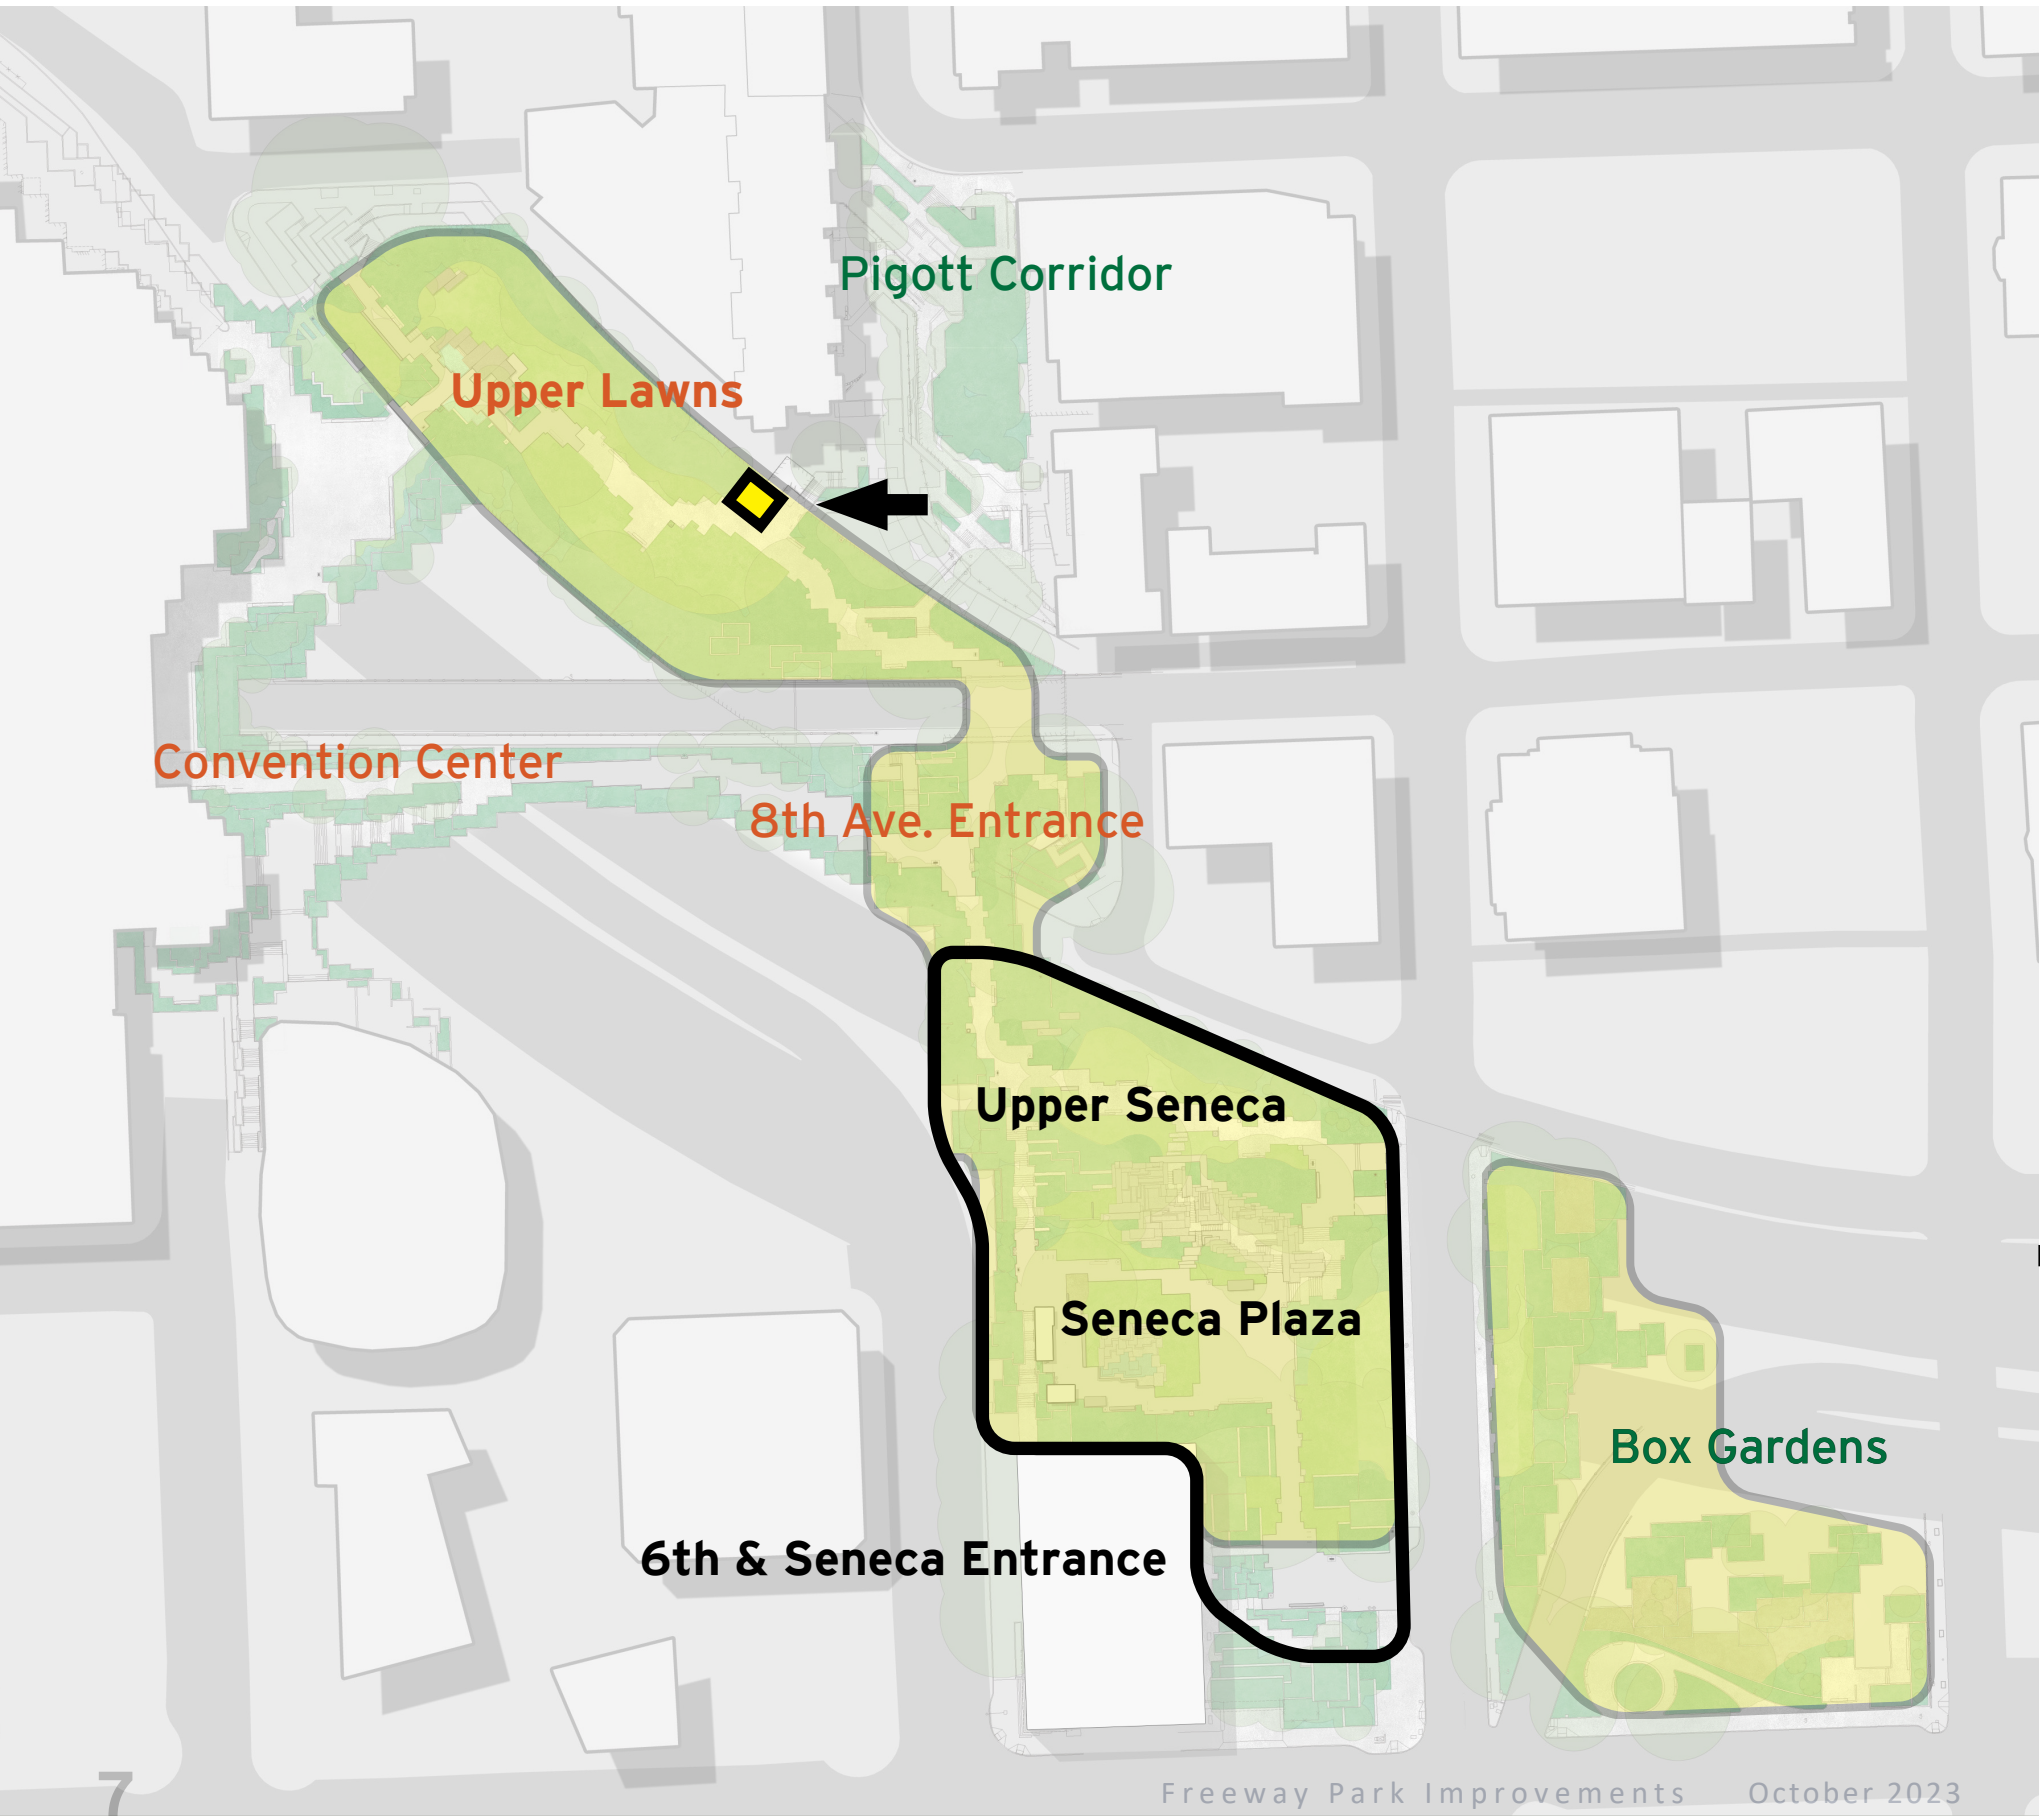 Pigott Corridor
Upper Lawns
Convention Center
8th Ave. Entrance
Upper Seneca
Seneca Plaza
Box Gardens
6th & Seneca Entrance
7
Freeway Park Improvements October 2023